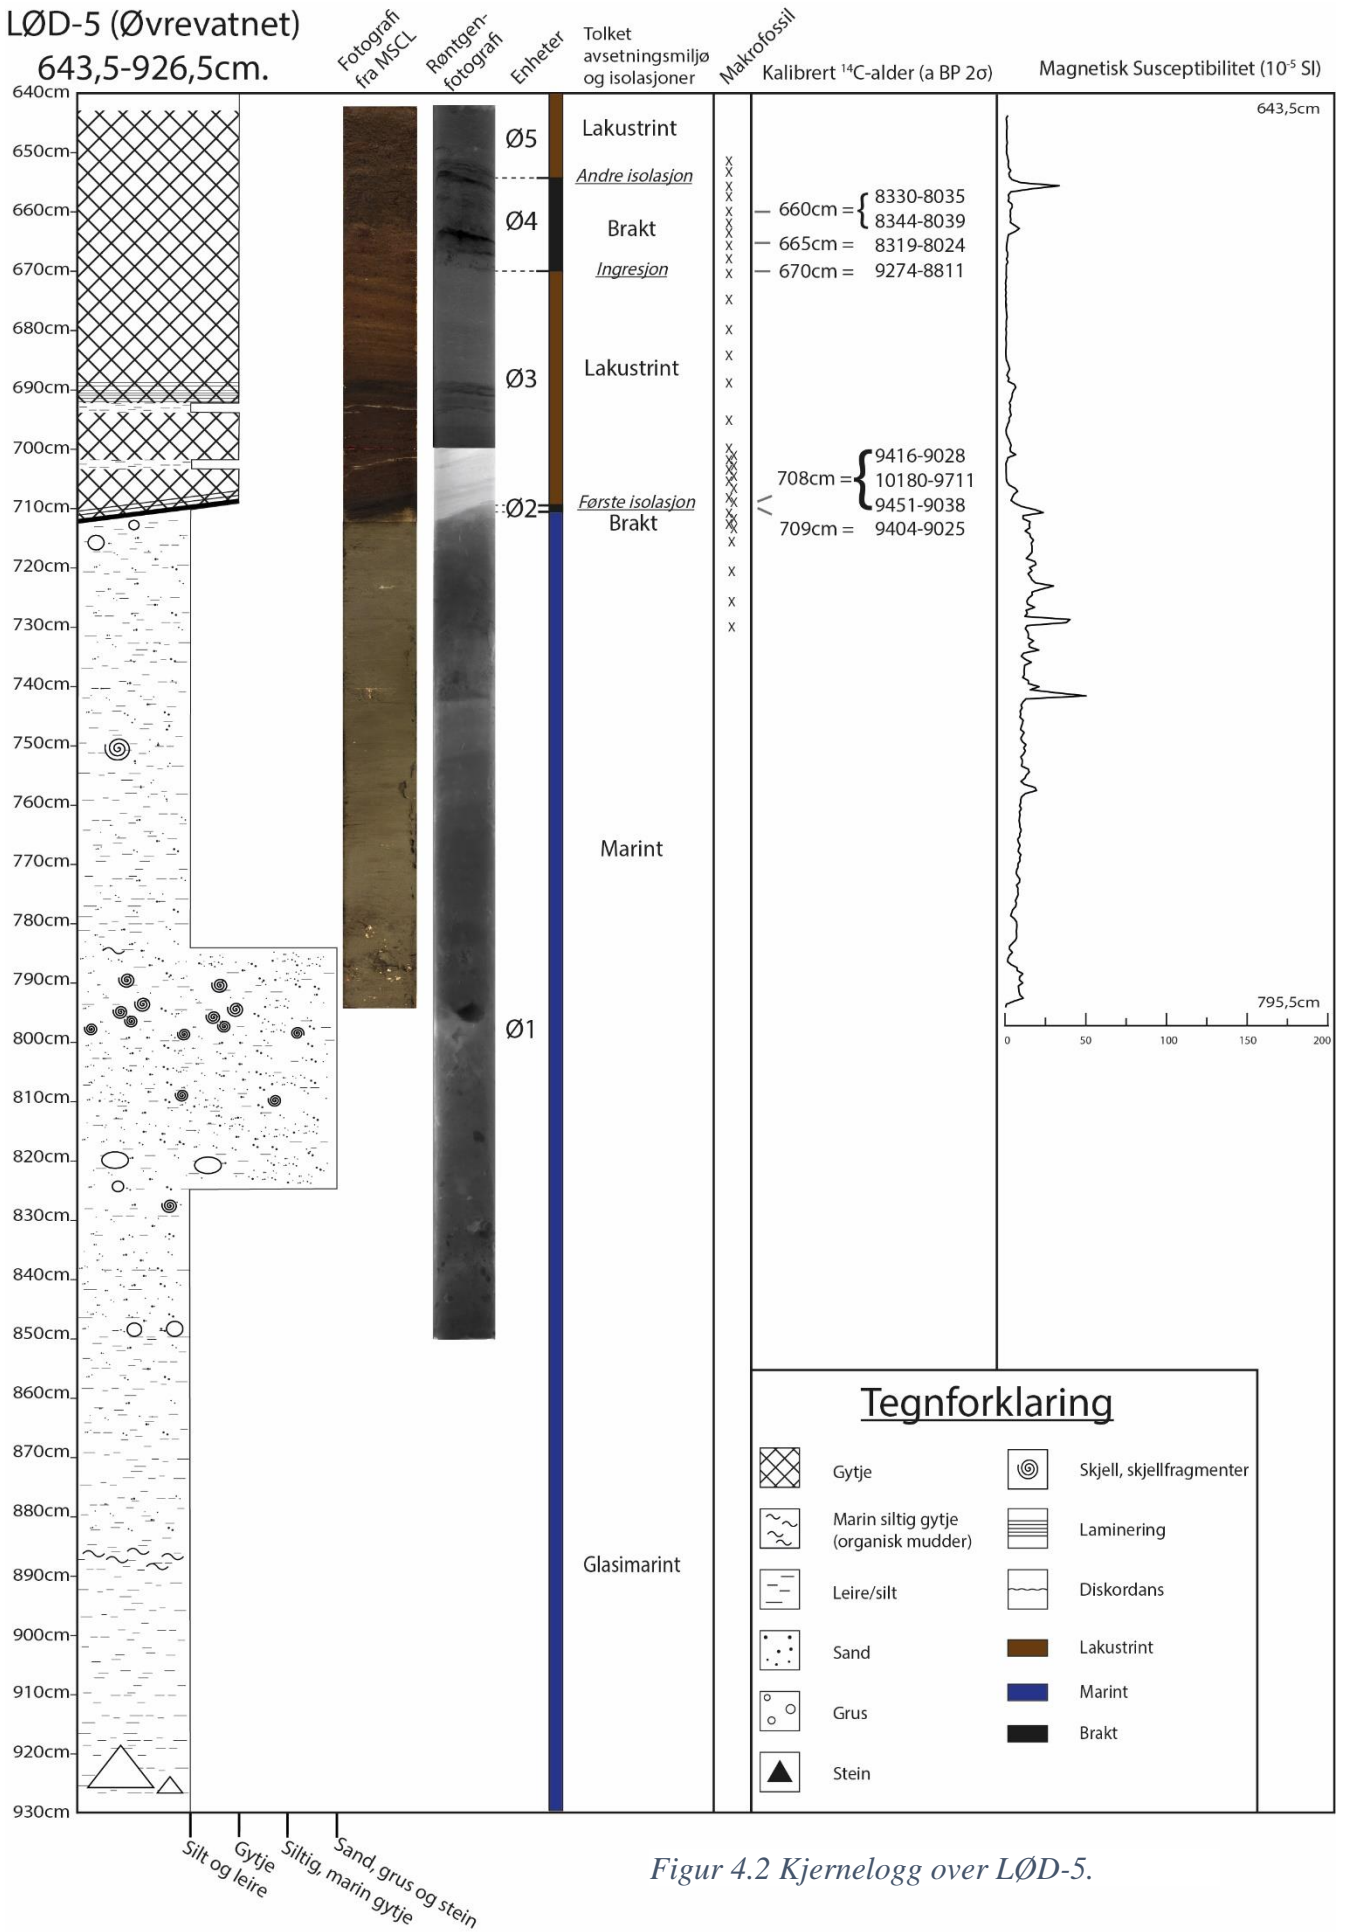 LØD-5 (Øvrevatnet)
643,5-926,5cm.
Fotografi
fra MSCL
Røntgen-
fotografi
Enheter
Tolket
avsetningsmiljø
og isolasjoner
Makrofossil
Kalibrert ¹⁴C-alder (a BP 2σ)
Magnetisk Susceptibilitet (10⁻⁵ SI)
640cm
650cm
660cm
670cm
680cm
690cm
700cm
710cm
720cm
730cm
740cm
750cm
760cm
770cm
780cm
790cm
800cm
810cm
820cm
830cm
840cm
850cm
860cm
870cm
880cm
890cm
900cm
910cm
920cm
930cm
Ø5
Ø4
Ø3
Ø2
Ø1
Lakustrint
Andre isolasjon
Brakt
Ingresjon
Lakustrint
Første isolasjon
Brakt
Marint
Glasimarint
660cm = { 8330-8035
8344-8039
665cm = 8319-8024
670cm = 9274-8811
708cm = { 9416-9028
10180-9711
9451-9038
709cm = 9404-9025
643,5cm
795,5cm
0 50 100 150 200
Tegnforklaring
Gytje
Marin siltig gytje
(organisk mudder)
Leire/silt
Sand
Grus
Stein
Skjell, skjellfragmenter
Laminering
Diskordans
Lakustrint
Marint
Brakt
Silt og leire
Gytje
Siltig, marin gytje
Sand, grus og stein
Figur 4.2 Kjernelogg over LØD-5.